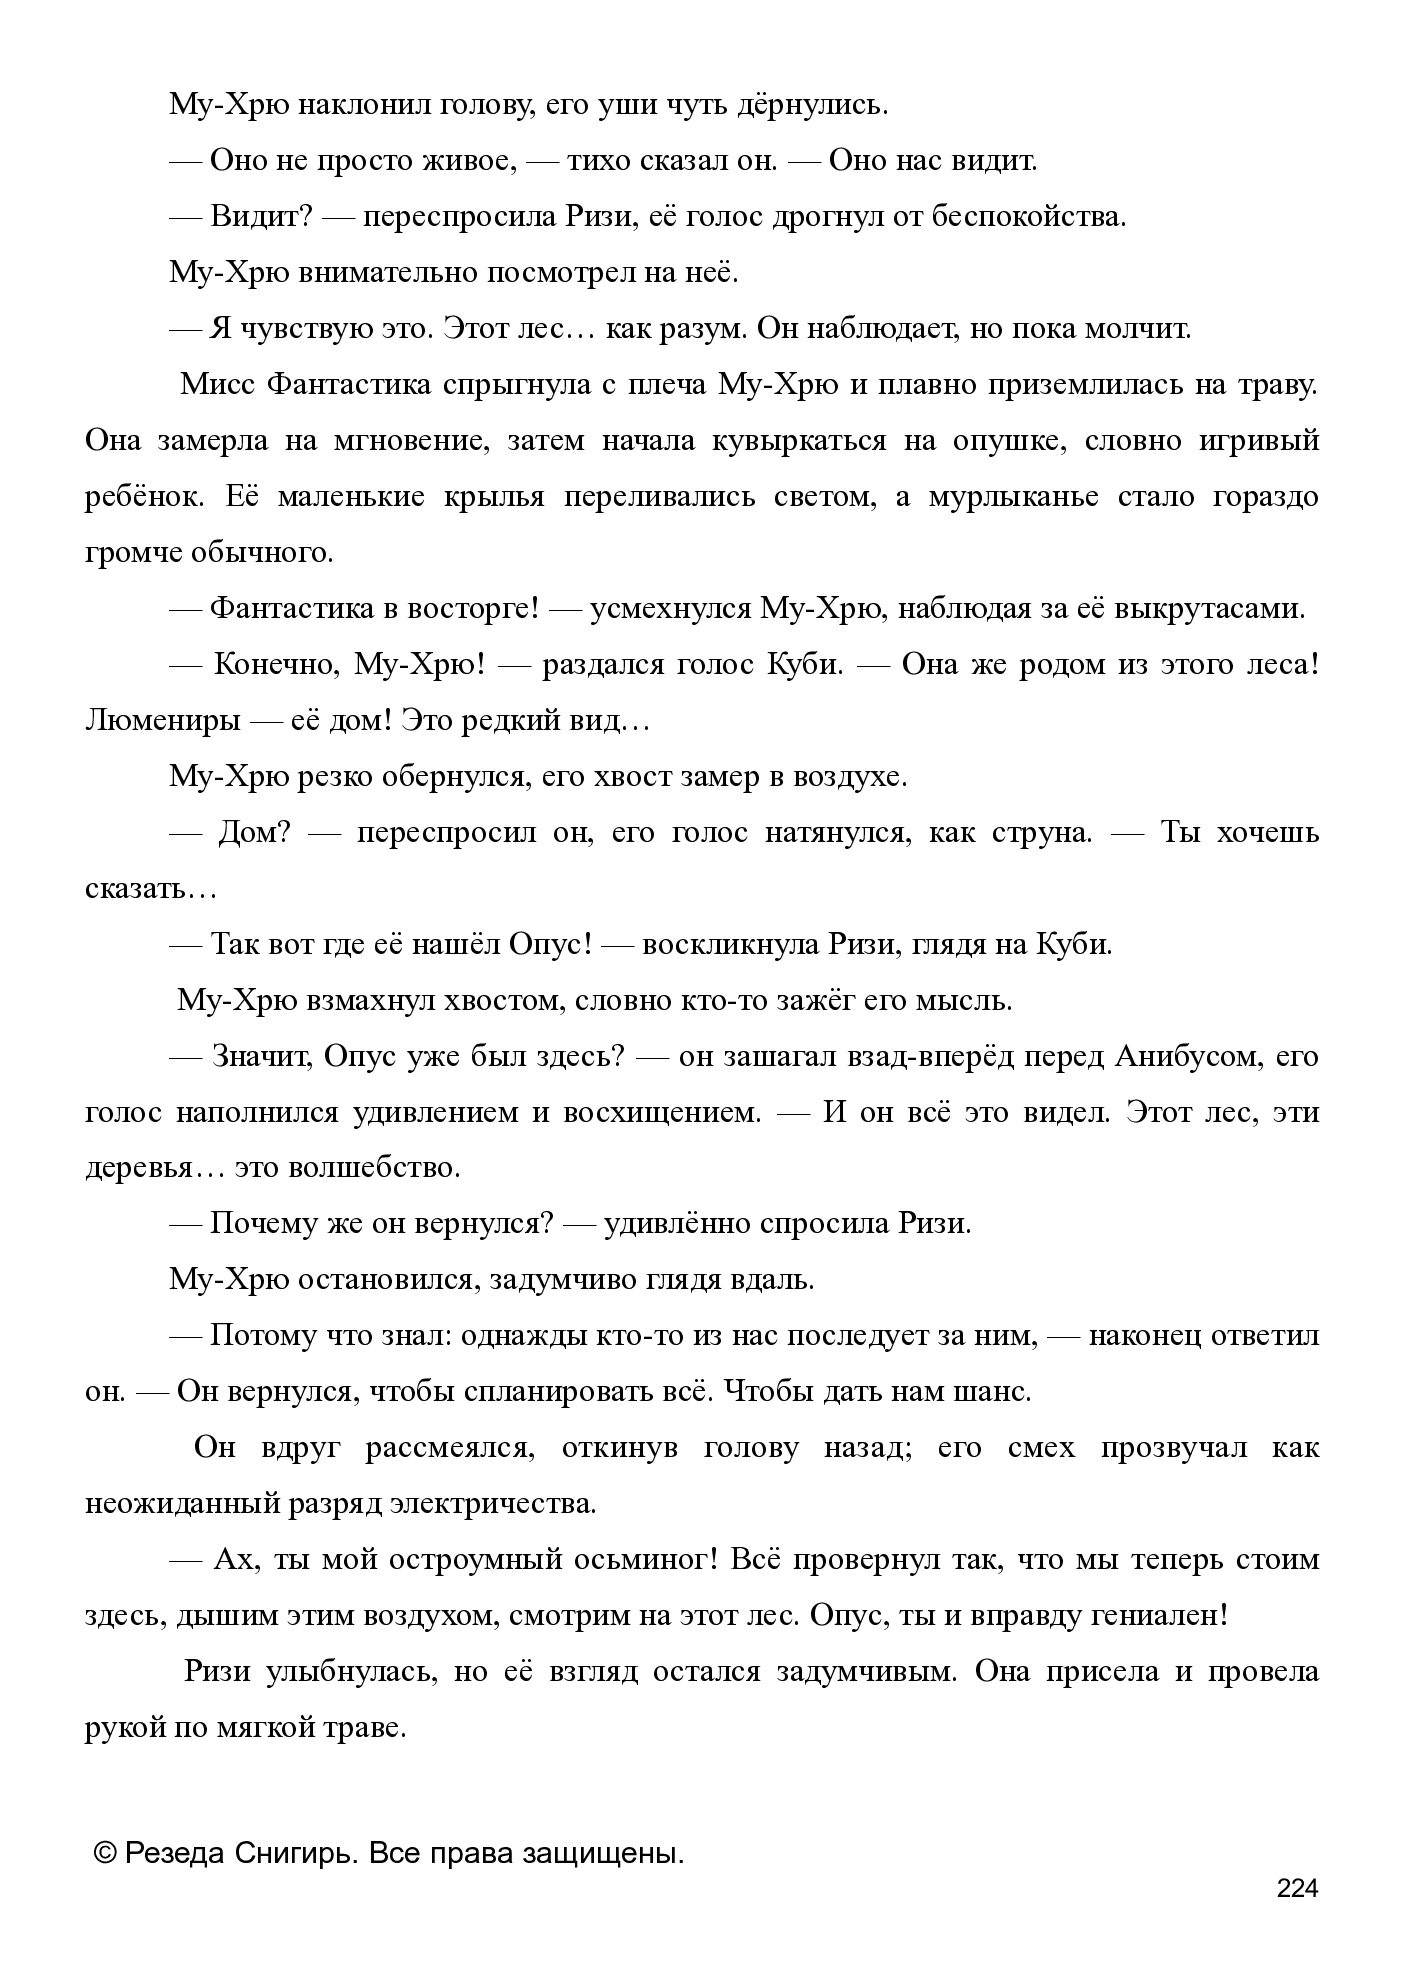 Му-Хрю наклонил голову, его уши чуть дёрнулись.
— Оно не просто живое, — тихо сказал он. — Оно нас видит.
— Видит? — переспросила Ризи, её голос дрогнул от беспокойства.
Му-Хрю внимательно посмотрел на неё.
— Я чувствую это. Этот лес… как разум. Он наблюдает, но пока молчит.
Мисс Фантастика спрыгнула с плеча Му-Хрю и плавно приземлилась на траву.
Она замерла на мгновение, затем начала кувыркаться на опушке, словно игривый
ребёнок. Её маленькие крылья переливались светом, а мурлыканье стало гораздо
громче обычного.
— Фантастика в восторге! — усмехнулся Му-Хрю, наблюдая за её выкрутасами.
— Конечно, Му-Хрю! — раздался голос Куби. — Она же родом из этого леса!
Люмениры — её дом! Это редкий вид…
Му-Хрю резко обернулся, его хвост замер в воздухе.
— Дом? — переспросил он, его голос натянулся, как струна. — Ты хочешь
сказать…
— Так вот где её нашёл Опус! — воскликнула Ризи, глядя на Куби.
Му-Хрю взмахнул хвостом, словно кто-то зажёг его мысль.
— Значит, Опус уже был здесь? — он зашагал взад-вперёд перед Анибусом, его
голос наполнился удивлением и восхищением. — И он всё это видел. Этот лес, эти
деревья… это волшебство.
— Почему же он вернулся? — удивлённо спросила Ризи.
Му-Хрю остановился, задумчиво глядя вдаль.
— Потому что знал: однажды кто-то из нас последует за ним, — наконец ответил
он. — Он вернулся, чтобы спланировать всё. Чтобы дать нам шанс.
Он вдруг рассмеялся, откинув голову назад; его смех прозвучал как
неожиданный разряд электричества.
— Ах, ты мой остроумный осьминог! Всё провернул так, что мы теперь стоим
здесь, дышим этим воздухом, смотрим на этот лес. Опус, ты и вправду гениален!
Ризи улыбнулась, но её взгляд остался задумчивым. Она присела и провела
рукой по мягкой траве.
© Резеда Снигирь. Все права защищены.
224